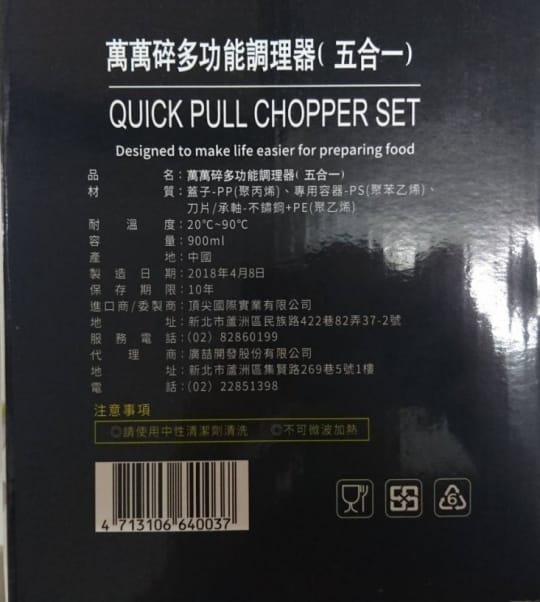 萬萬碎多功能調理器(五合一)
QUICK PULL CHOPPER SET
Designed to make life easier for preparing food
品名：萬萬碎多功能調理器(五合一)
材質：蓋子-PP(聚丙烯)、專用容器-PS(聚苯乙烯)、
刀片/承軸-不鏽鋼+PE(聚乙烯)
耐溫度：20℃~90℃
容量：900ml
產地：中國
製造日期：2018年4月8日
保存期限：10年
進口商/委製商：頂尖國際實業有限公司
地址：新北市蘆洲區民族路422巷82弄37-2號
服務電話：(02) 82860199
代理商：廣喆開發股份有限公司
地址：新北市蘆洲區集賢路269巷5號1樓
電話：(02) 22851398
注意事項
◎請使用中性清潔劑清洗 ◎不可微波加熱
4 713106 640037
6